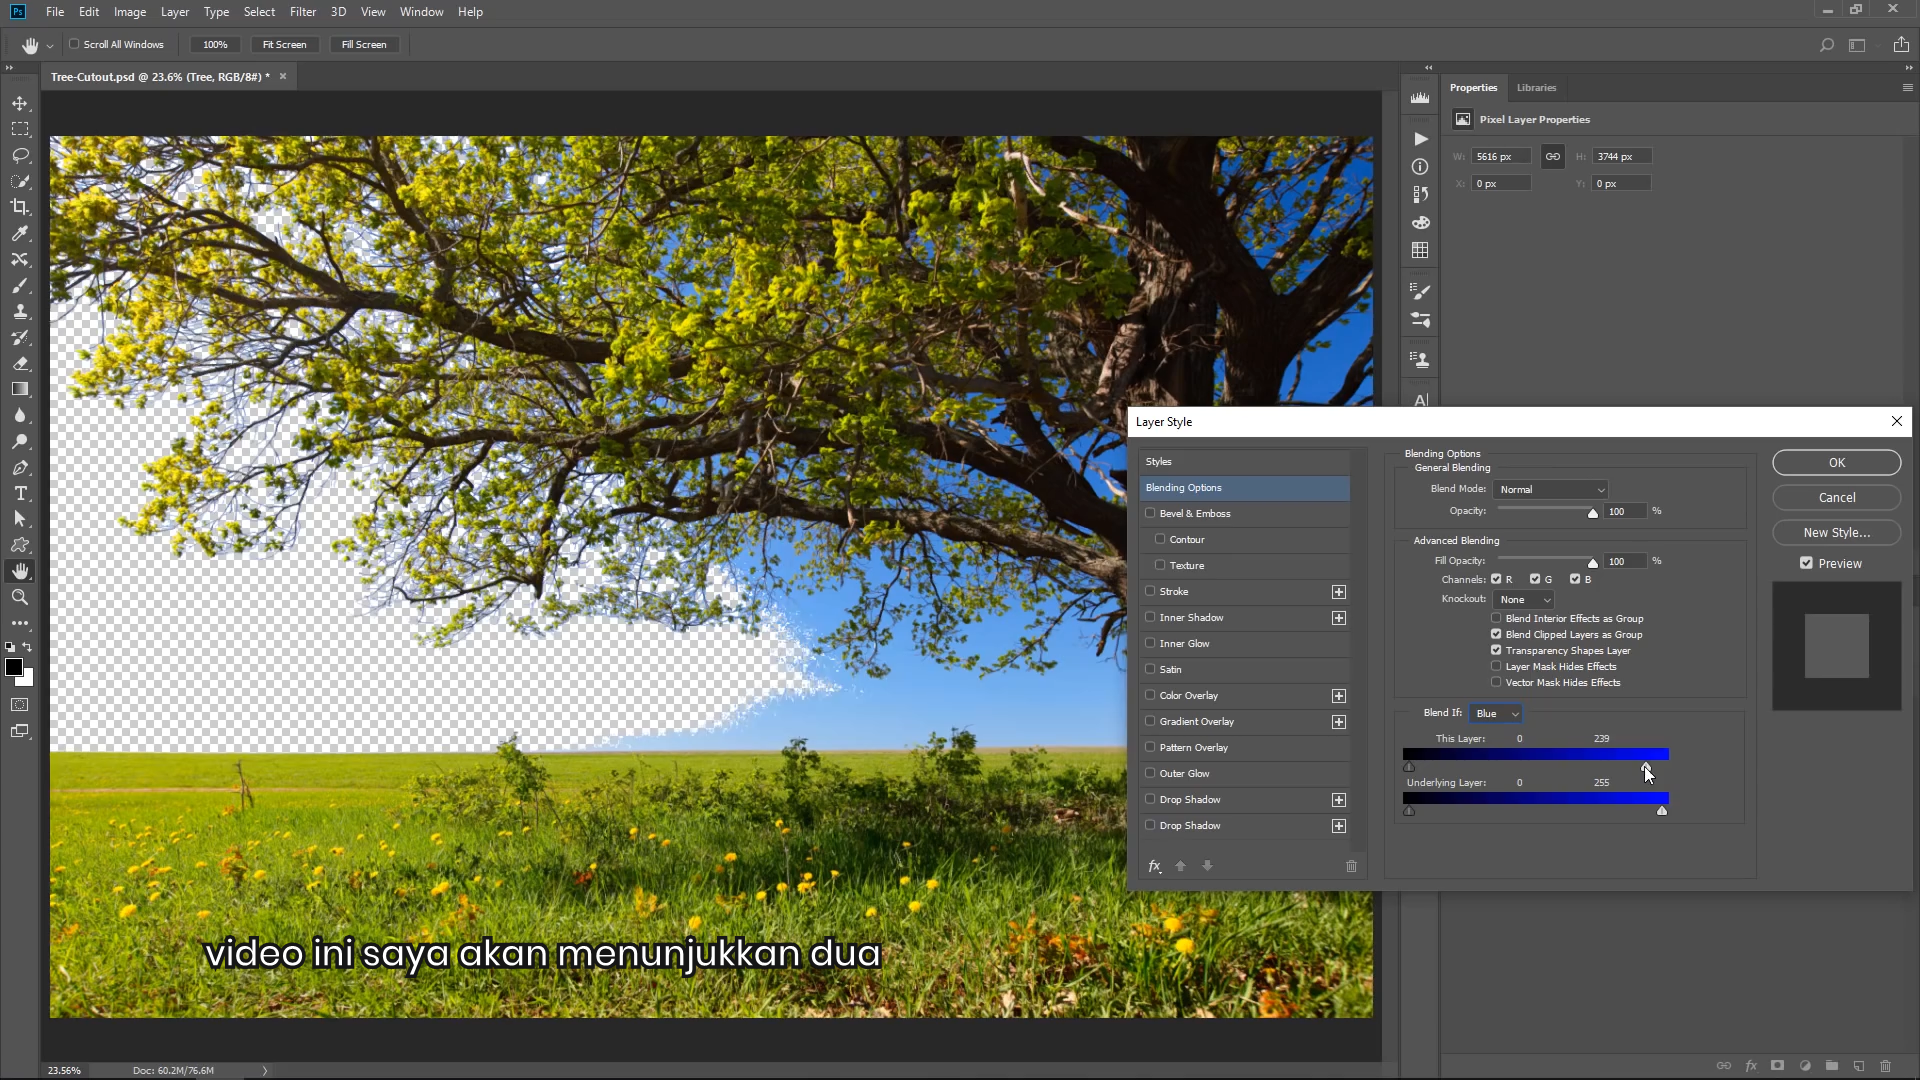 Ps File Edit Image Layer Type Select Filter 3D View Window Help
Scroll All Windows 100% Fit Screen Fill Screen
Tree-Cutout.psd @ 23.6% (Tree, RGB/8#) *
Properties Libraries
Pixel Layer Properties
W: 5616 px H: 3744 px
X: 0 px Y: 0 px
A
Layer Style
Styles
Blending Options
Bevel & Emboss
Contour
Texture
Stroke
Inner Shadow
Inner Glow
Satin
Color Overlay
Gradient Overlay
Pattern Overlay
Outer Glow
Drop Shadow
Drop Shadow
fx
Blending Options
General Blending
Blend Mode: Normal
Opacity: 100 %
Advanced Blending
Fill Opacity: 100 %
Channels: R G B
Knockout: None
Blend Interior Effects as Group
Blend Clipped Layers as Group
Transparency Shapes Layer
Layer Mask Hides Effects
Vector Mask Hides Effects
Blend If: Blue
This Layer: 0 239
Underlying Layer: 0 255
OK
Cancel
New Style...
Preview
video ini saya akan menunjukkan dua
23.56% Doc: 60.2M/76.6M
fx